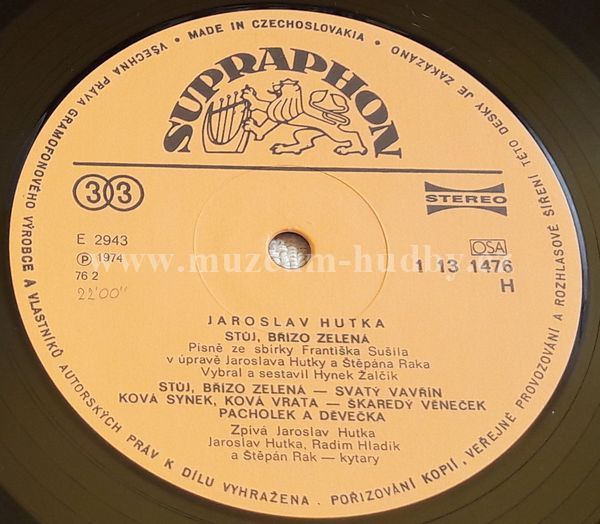 VŠECHNA PRÁVA GRAMOFONOVÉHO VÝROBCE A VLASTNÍKŮ AUTORSKÝCH PRÁV K DÍLU VYHRAŽENA. POŘIZOVÁNÍ KOPIÍ, VEŘEJNÉ PROVOZOVÁNÍ A ROZHLASOVÉ ŠÍŘENÍ TÉTO DESKY JE ZAKÁZÁNO
• MADE IN CZECHOSLOVAKIA •
SUPRAPHON
33
STEREO
E 2943
OSA
Ⓟ 1974
1 13 1476
76 2
H
22'00"
www.muzeum-hudby.cz
JAROSLAV HUTKA
STŮJ, BŘÍZO ZELENÁ
Písně ze sbírky Františka Sušila
v úpravě Jaroslava Hutky a Štěpána Raka
Vybral a sestavil Hynek Žalčík
STŮJ, BŘÍZO ZELENÁ — SVATÝ VAVŘÍN
KOVÁ SYNEK, KOVÁ VRATA — ŠKAREDÝ VĚNEČEK
PACHOLEK A DĚVEČKA
Zpívá Jaroslav Hutka
Jaroslav Hutka, Radim Hladík
a Štěpán Rak — kytary